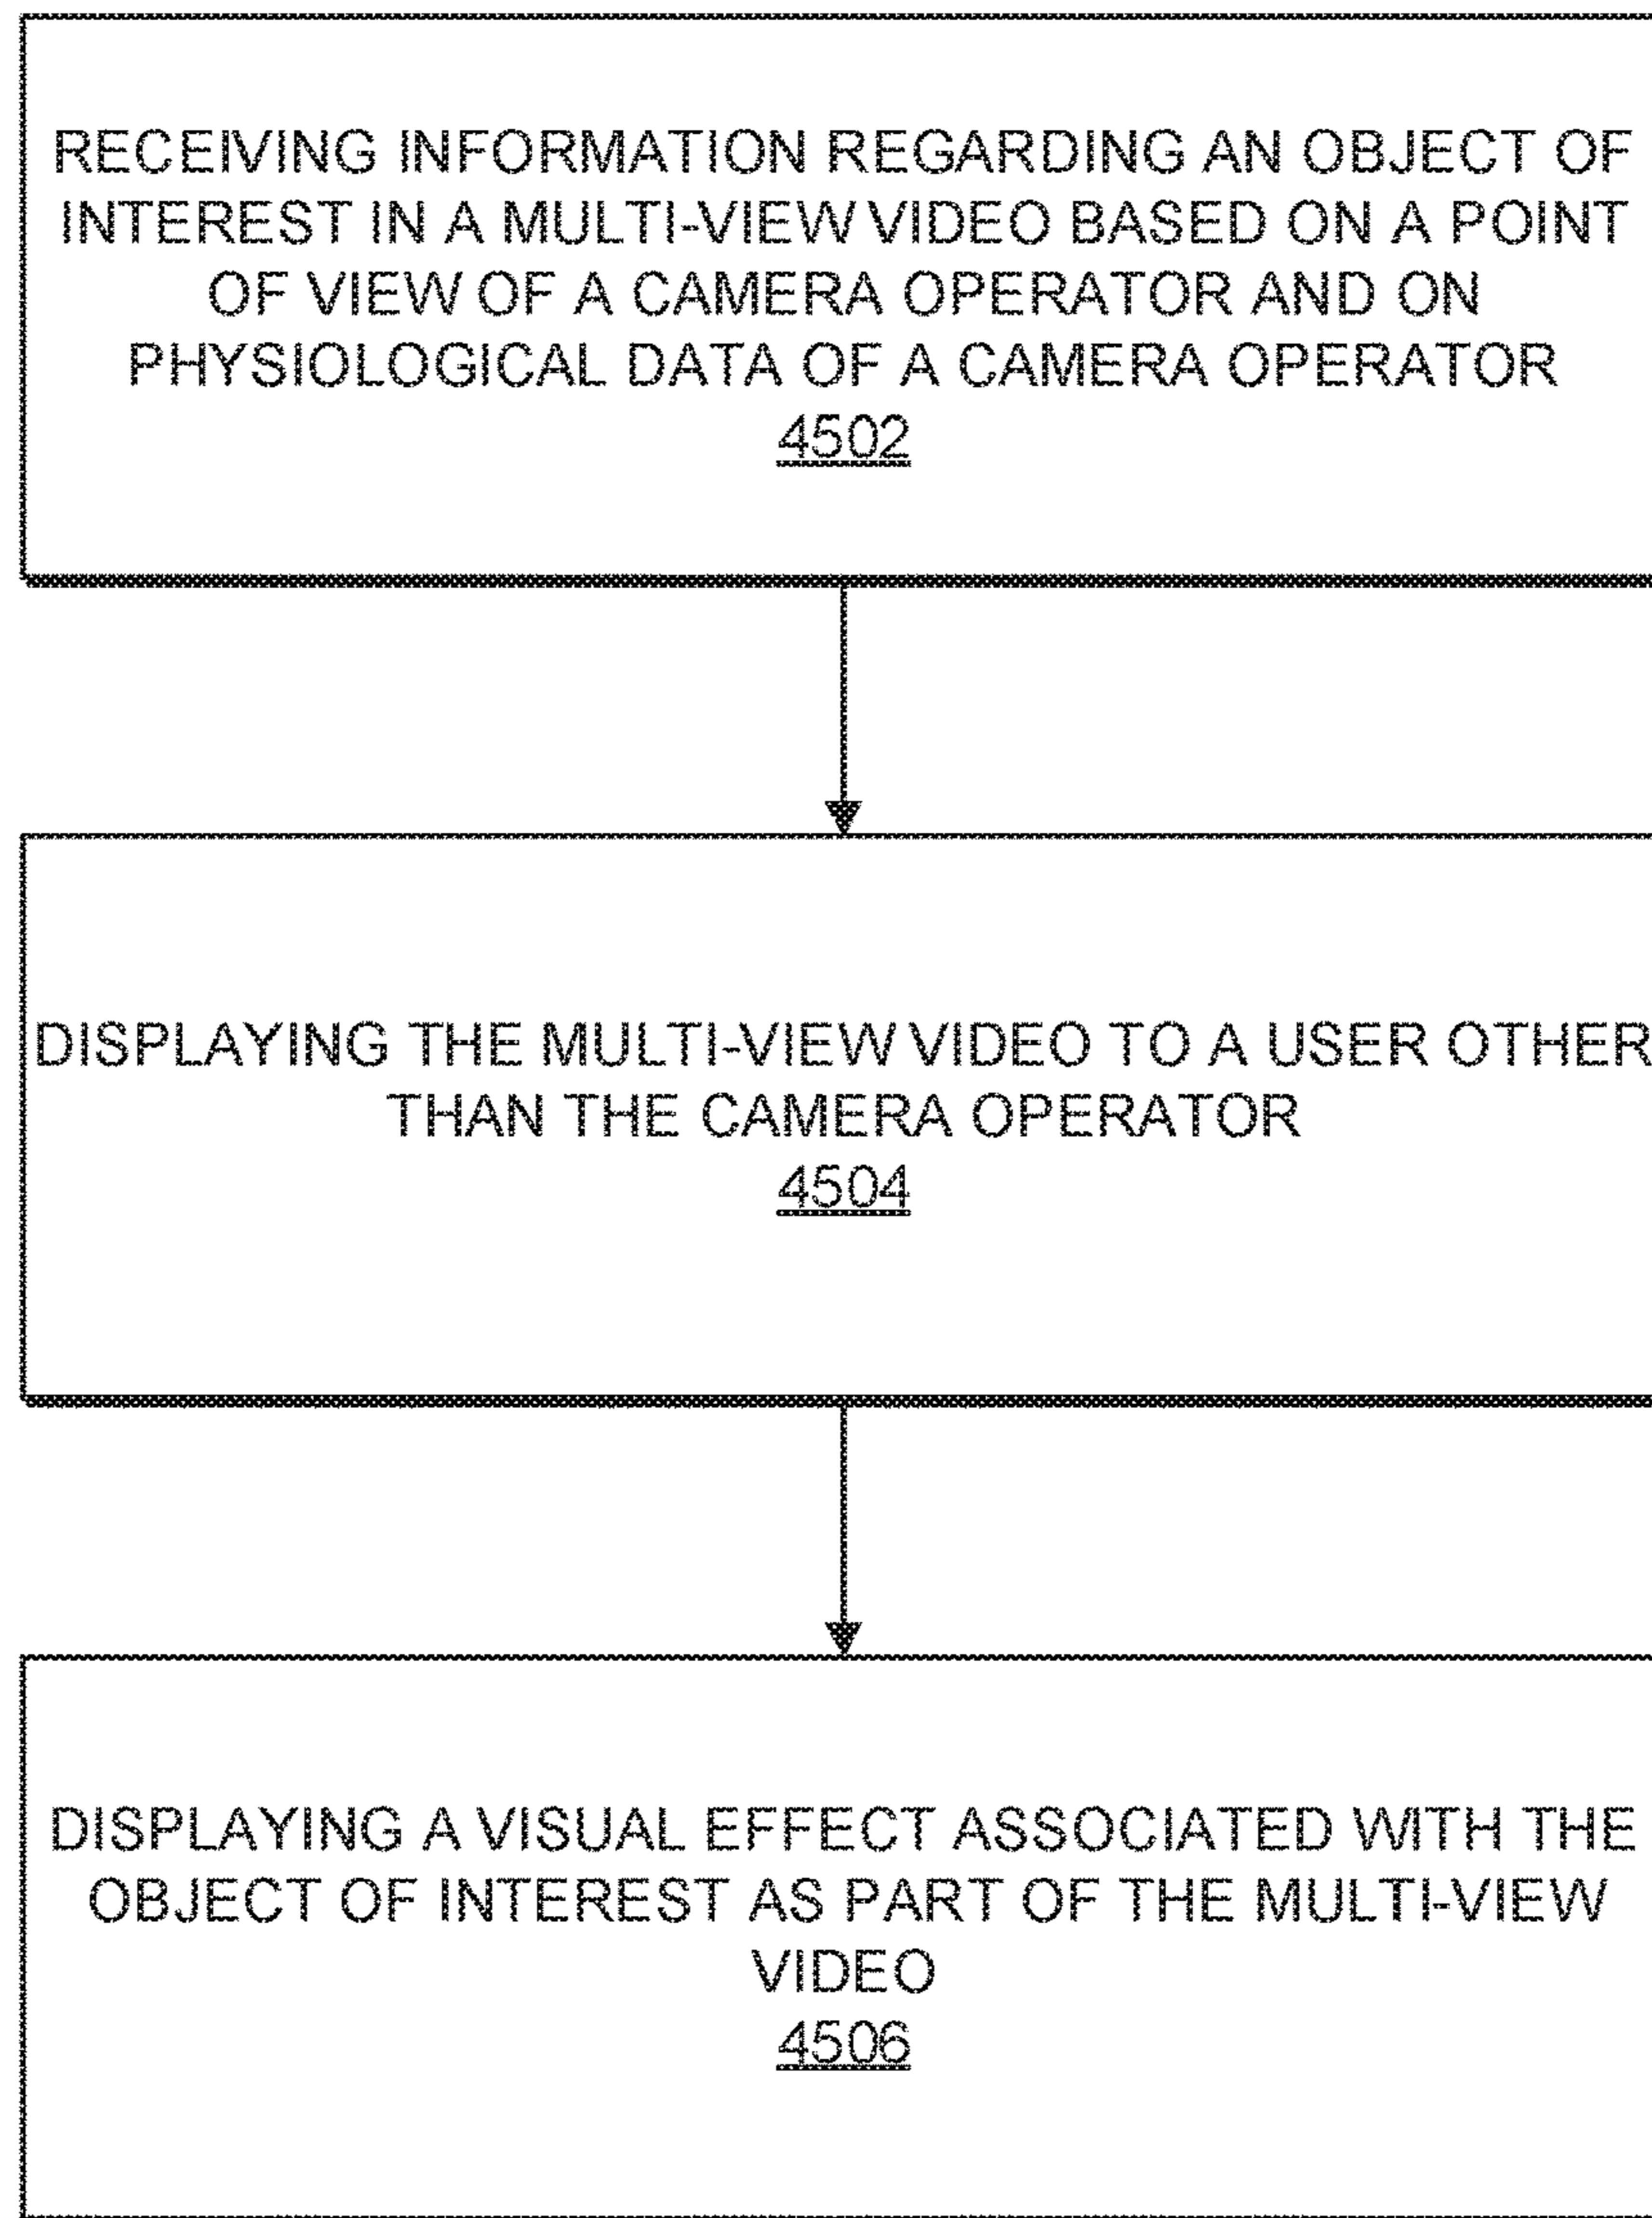 RECEIVING INFORMATION REGARDING AN OBJECT OF
INTEREST IN A MULTI-VIEW VIDEO BASED ON A POINT
OF VIEW OF A CAMERA OPERATOR AND ON
PHYSIOLOGICAL DATA OF A CAMERA OPERATOR
4502
DISPLAYING THE MULTI-VIEW VIDEO TO A USER OTHER
THAN THE CAMERA OPERATOR
4504
DISPLAYING A VISUAL EFFECT ASSOCIATED WITH THE
OBJECT OF INTEREST AS PART OF THE MULTI-VIEW
VIDEO
4506